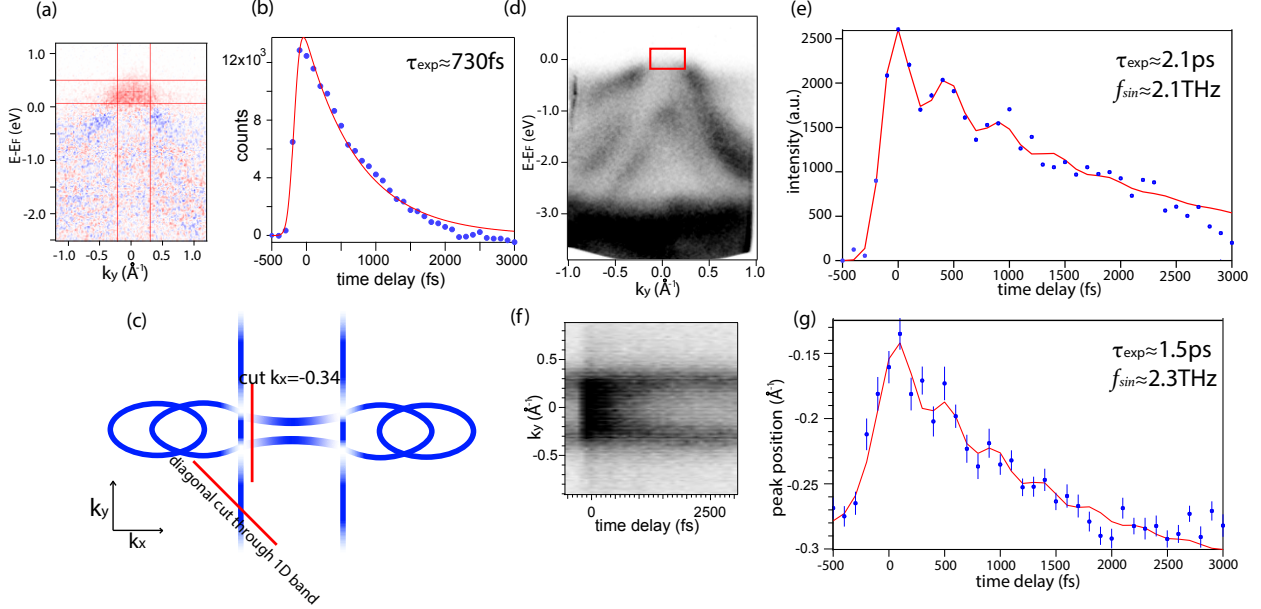 (a)
1.0
0.0
-1.0
-2.0
E-EF (eV)
-1.0 -0.5 0.0 0.5 1.0
ky (Å-1)
(b)
12×10³
8
4
0
counts
τexp≈730fs
-500 0 1000 2000 3000
time delay (fs)
(c)
cut kx=-0.34
diagonal cut through 1D band
ky
kx
(d)
0.0
-1.0
-2.0
-3.0
E-EF (eV)
-1.0 -0.5 0.0 0.5 1.0
ky (Å-1)
(e)
2500
2000
1500
1000
500
0
intensity (a.u.)
τexp≈2.1ps
fsin≈2.1THz
-500 0 500 1000 1500 2000 2500 3000
time delay (fs)
(f)
0.5
0
-0.5
ky (Å-1)
0 2500
time delay (fs)
(g)
-0.15
-0.2
-0.25
-0.3
peak position (Å-1)
τexp≈1.5ps
fsin≈2.3THz
-500 0 500 1000 1500 2000 2500 3000
time delay (fs)